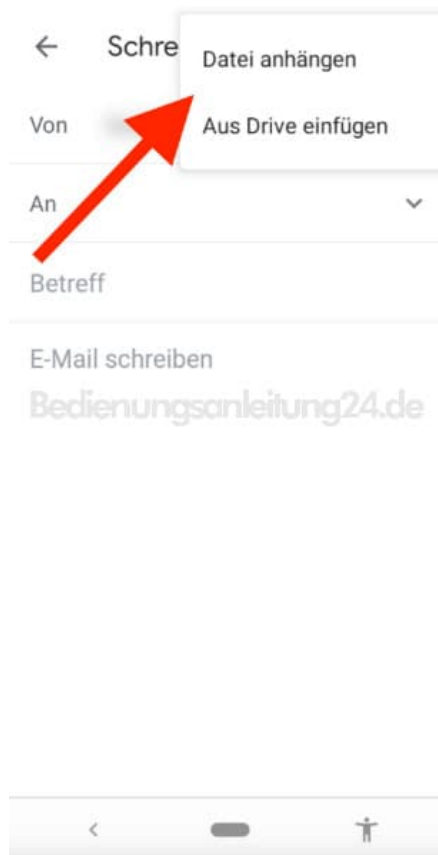 Schre
Datei anhängen
Aus Drive einfügen
Von
An
Betreff
E-Mail schreiben
Bedienungsanleitung24.de